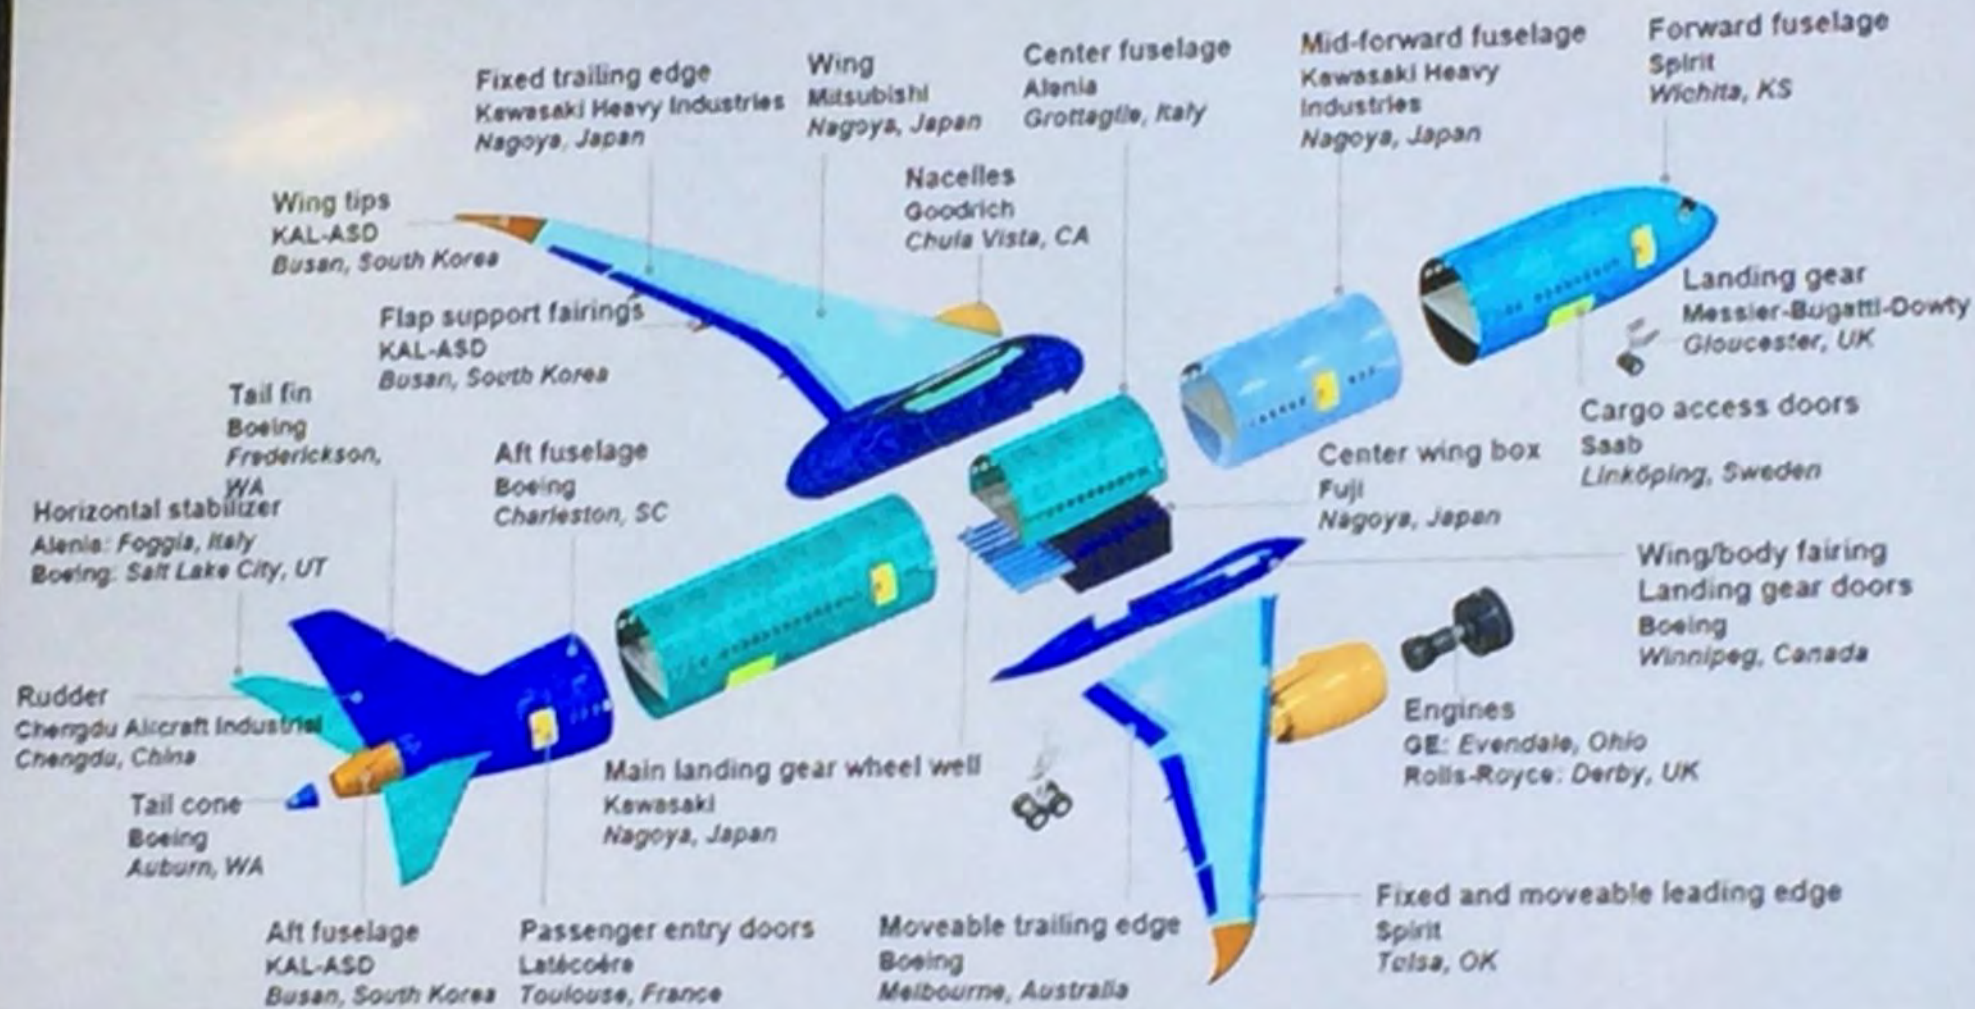 Fixed trailing edge
Kawasaki Heavy Industries
Nagoya, Japan
Wing
Mitsubishi
Nagoya, Japan
Center fuselage
Alenia
Grottaglie, Italy
Mid-forward fuselage
Kawasaki Heavy
Industries
Nagoya, Japan
Forward fuselage
Spirit
Wichita, KS
Wing tips
KAL-ASD
Busan, South Korea
Nacelles
Goodrich
Chula Vista, CA
Landing gear
Messier-Bugatti-Dowty
Gloucester, UK
Flap support fairings
KAL-ASD
Busan, South Korea
Tail fin
Boeing
Frederickson,
WA
Aft fuselage
Boeing
Charleston, SC
Cargo access doors
Saab
Linköping, Sweden
Center wing box
Fuji
Nagoya, Japan
Horizontal stabilizer
Alenia: Foggia, Italy
Boeing: Salt Lake City, UT
Wing/body fairing
Landing gear doors
Boeing
Winnipeg, Canada
Rudder
Chengdu Aircraft Industrial
Chengdu, China
Engines
GE: Evendale, Ohio
Rolls-Royce: Derby, UK
Main landing gear wheel well
Kawasaki
Nagoya, Japan
Tail cone
Boeing
Auburn, WA
Aft fuselage
KAL-ASD
Busan, South Korea
Passenger entry doors
Latécoère
Toulouse, France
Moveable trailing edge
Boeing
Melbourne, Australia
Fixed and moveable leading edge
Spirit
Tulsa, OK